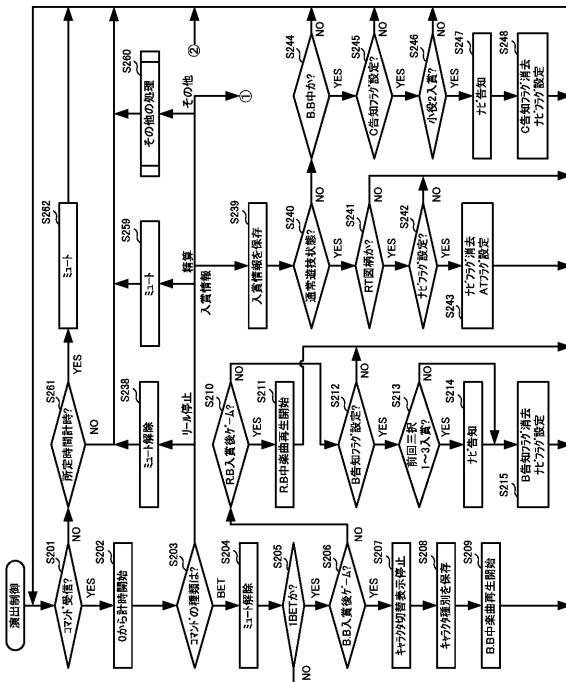 演出制御
S201
コマンド受信?
NO
YES
S202
0から計時開始
S203
コマンドの種類は?
BET
S204
ミュート解除
S205
1BETか?
NO
YES
S206
B.B入賞後ゲーム?
NO
YES
S207
キャラクタ切替表示停止
S208
キャラクタ種別を保存
S209
B.B中楽曲再生開始
S261
所定時間計時?
YES
NO
S262
ミュート
リール停止
S238
ミュート解除
S210
R.B入賞後ゲーム?
NO
YES
S211
R.B中楽曲再生開始
S212
B告知フラグ設定?
NO
YES
S213
前回三択
1~3入賞?
NO
YES
S214
ナビ告知
S215
B告知フラグ消去
ナビフラグ設定
精算
S259
ミュート
入賞情報
S239
入賞情報を保存
S240
通常遊技状態?
NO
YES
S241
RT図柄か?
NO
YES
S242
ナビフラグ設定?
NO
YES
S243
ナビフラグ消去
ATフラグ設定
その他
S260
その他の処理
①
②
S244
B.B中か?
NO
YES
S245
C告知フラグ設定?
NO
YES
S246
小役2入賞?
NO
YES
S247
ナビ告知
S248
C告知フラグ消去
ナビフラグ設定